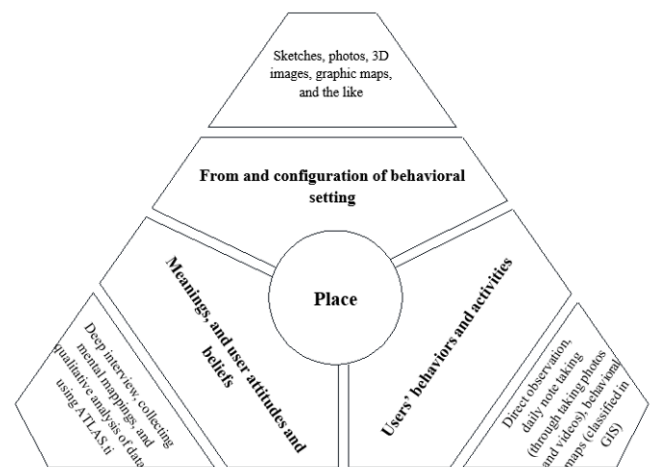 Sketches, photos, 3D
images, graphic maps,
and the like
From and configuration of behavioral
setting
Place
Meanings, and user attitudes and
beliefs
Users' behaviors and activities
Deep interview, collecting
mental mappings, and
qualitative analysis of data
using ATLAS.ti
Direct observation,
daily note taking
(through taking photos
and videos), behavioral
maps (classified in
GIS)